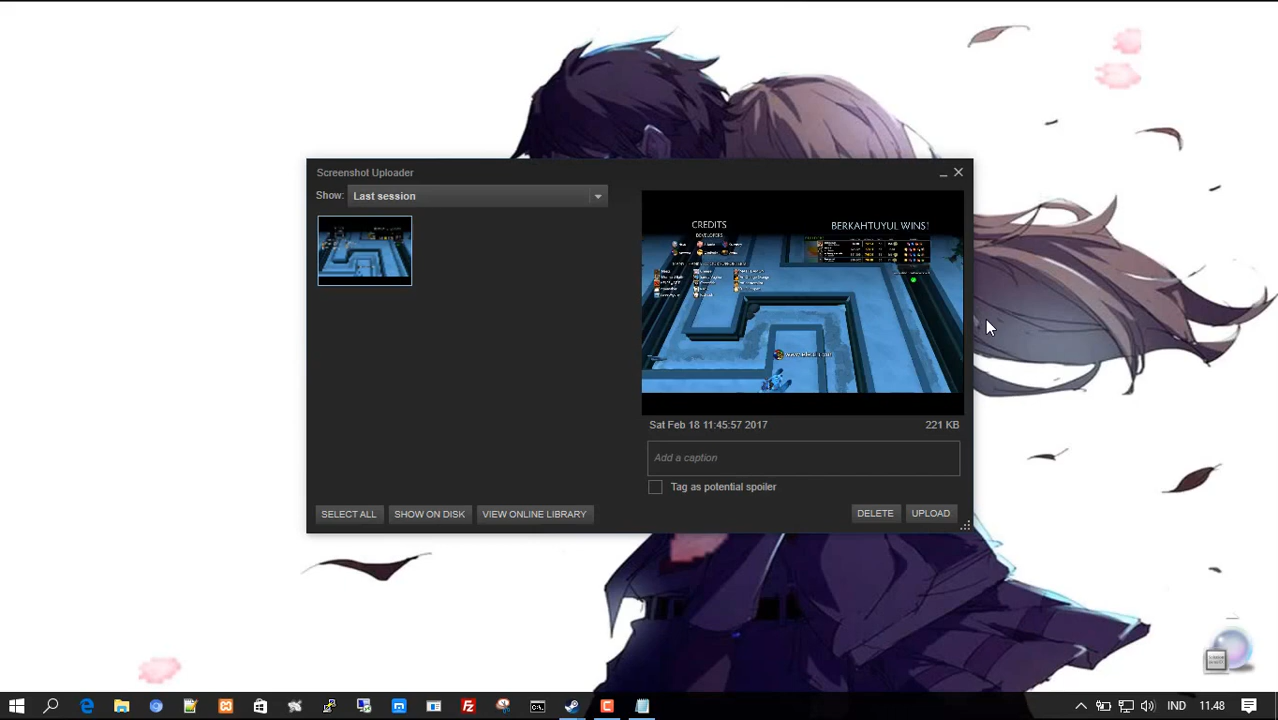 Screenshot Uploader
Show: Last session
CREDITS
DEVELOPERS
BERKAHTUYUL WINS!
Sat Feb 18 11:45:57 2017
221 KB
Add a caption
Tag as potential spoiler
SELECT ALL
SHOW ON DISK
VIEW ONLINE LIBRARY
DELETE
UPLOAD
IND
11.48